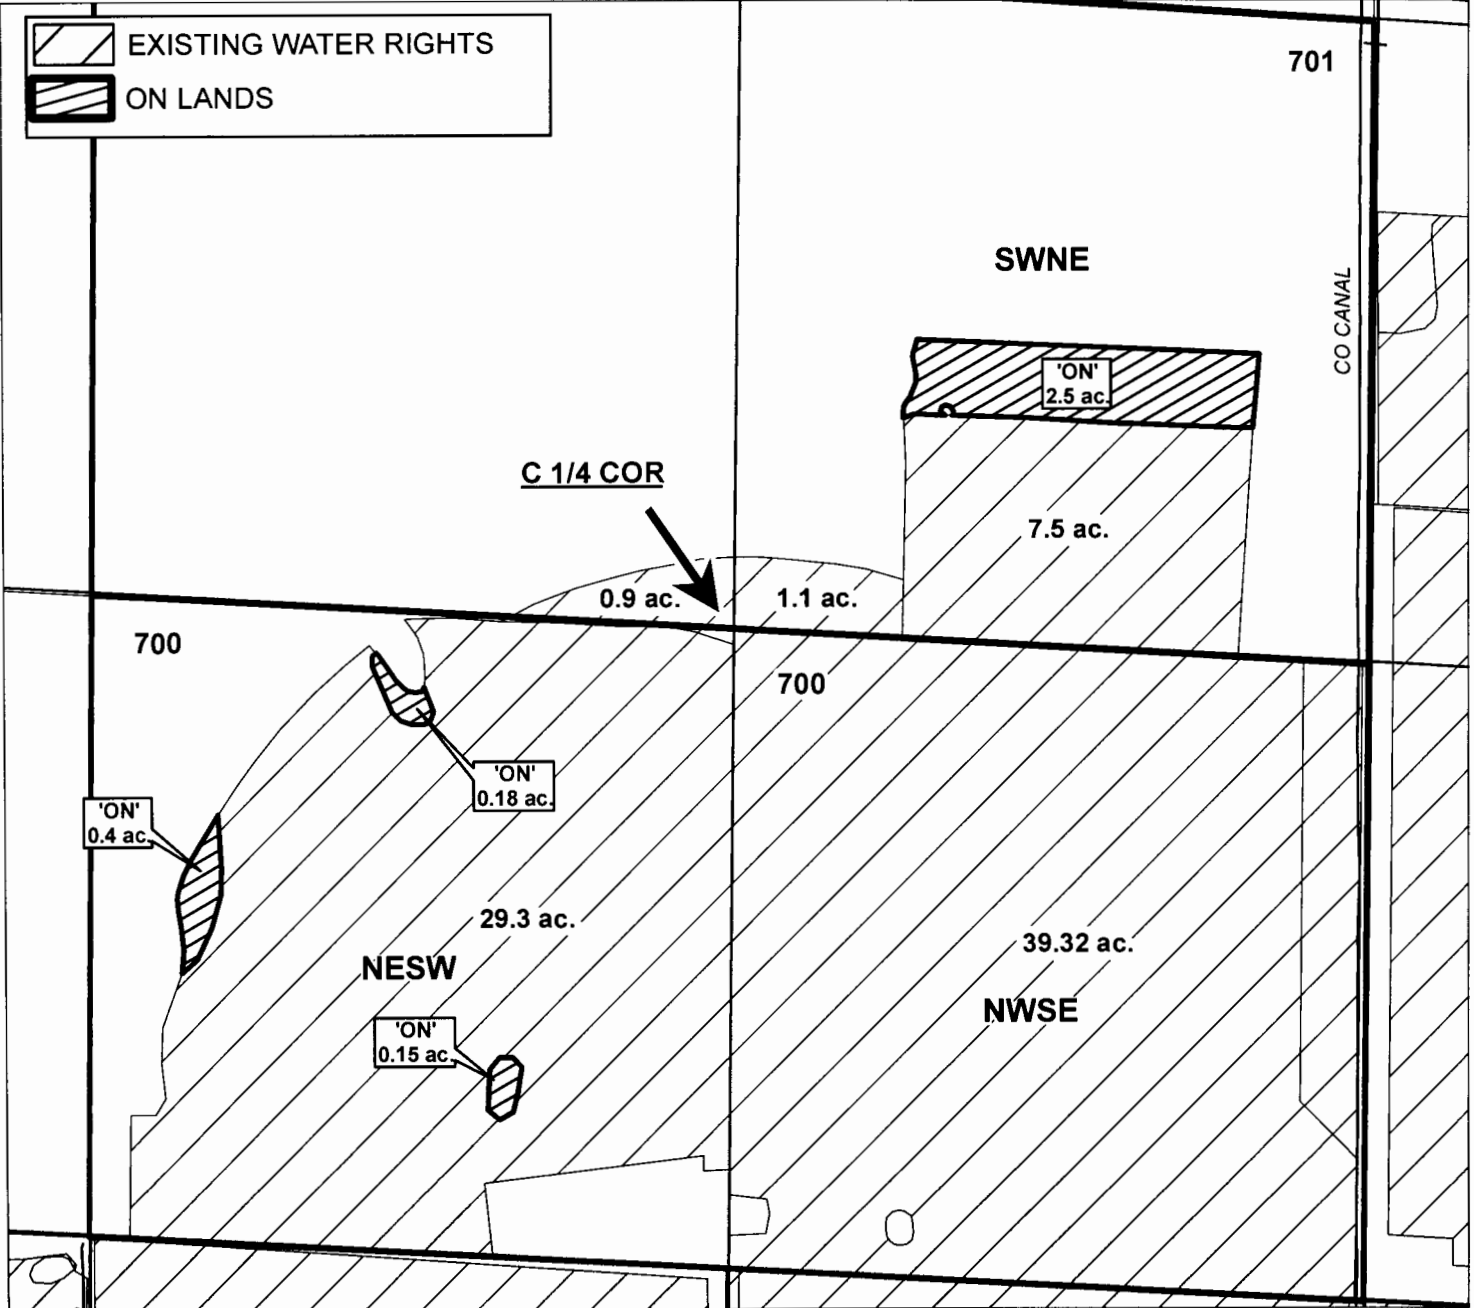 EXISTING WATER RIGHTS
ON LANDS
701
SWNE
CO CANAL
'ON'
2.5 ac.
C 1/4 COR
7.5 ac.
0.9 ac.
1.1 ac.
700
700
'ON'
0.18 ac.
'ON'
0.4 ac.
29.3 ac.
39.32 ac.
NESW
NWSE
'ON'
0.15 ac.